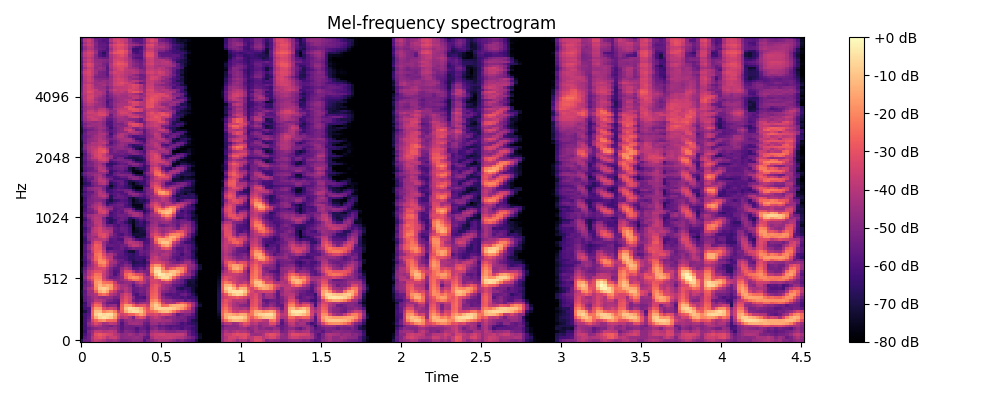 Mel-frequency spectrogram
+0 dB
-10 dB
-20 dB
-30 dB
-40 dB
-50 dB
-60 dB
-70 dB
-80 dB
Hz
4096
2048
1024
512
0
0 0.5 1 1.5 2 2.5 3 3.5 4 4.5
Time